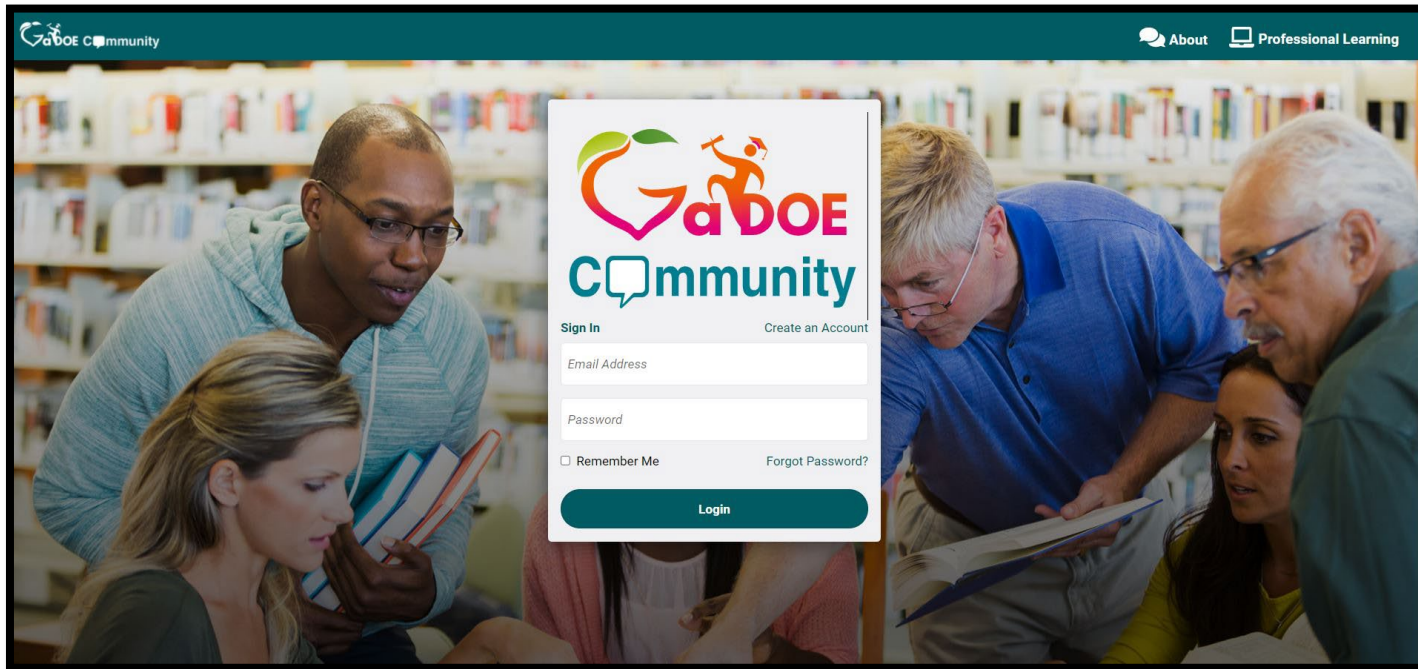 GaDOE Community
About
Professional Learning
GaDOE
Community
Sign In
Create an Account
Email Address
Password
Remember Me
Forgot Password?
Login